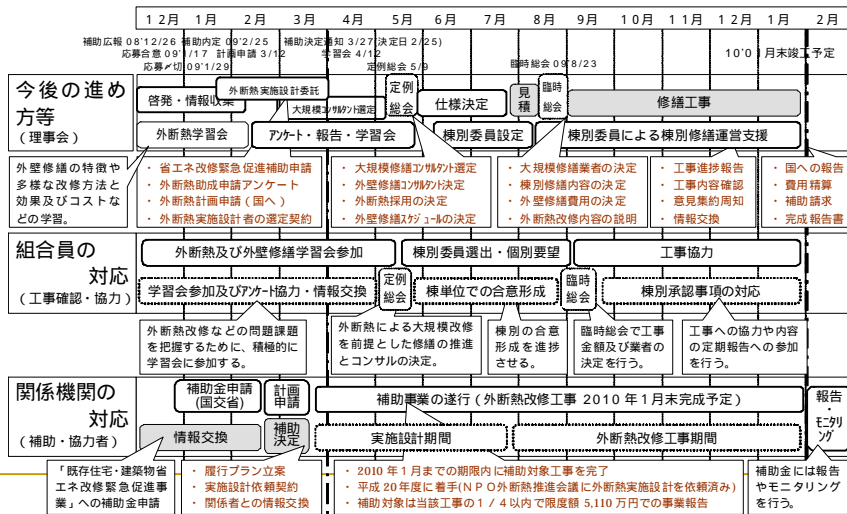 12月 1月 2月 3月 4月 5月 6月 7月 8月 9月 10月 11月 12月 1月 2月
補助広報 08'12/26 補助内定 09'2/25 補助決定通知 3/27(決定日 2/25)
応募合意 09'1/17 計画申請 3/12 学習会 4/12
応募〆切 09'1/29
定例総会 5/9
臨時総会 09'8/23
10'01月末竣工予定
今後の進め
方等
(理事会)
啓発・情報収集
外断熱実施設計委託
大規模コンサルタント選定
定例
総会
仕様決定
見
積
臨時
総会
修繕工事
外断熱学習会
アンケート・報告・学習会
棟別委員設定
棟別委員による棟別修繕運営支援
外壁修繕の特徴や
多様な改修方法と
効果及びコストな
どの学習。
・ 省エネ改修緊急促進補助申請
・ 外断熱助成申請アンケート
・ 外断熱計画申請(国へ)
・ 外断熱実施設計者の選定契約
・ 大規模修繕コンサルタント選定
・ 外壁修繕コンサルタント決定
・ 外断熱採用の決定
・ 外壁修繕スケジュールの決定
・ 大規模修繕業者の決定
・ 棟別修繕内容の決定
・ 外壁修繕費用の決定
・ 外断熱改修内容の説明
・ 工事進捗報告
・ 工事内容確認
・ 意見集約周知
・ 情報交換
・ 国への報告
・ 費用精算
・ 補助請求
・ 完成報告書
組合員の
対応
(工事確認・協力)
外断熱及び外壁修繕学習会参加
棟別委員選出・個別要望
工事協力
学習会参加及びアンケート協力・情報交換
定例
総会
棟単位での合意形成
臨時
総会
棟別承認事項の対応
外断熱改修などの問題課題
を把握するために、積極的に
学習会に参加する。
外断熱による大規模改修
を前提とした修繕の推進
とコンサルの決定。
棟別の合意
形成を進捗
させる。
臨時総会で工事
金額及び業者の
決定を行う。
工事への協力や内容
の定期報告への参加
を行う。
関係機関の
対応
(補助・協力者)
補助金申請
(国交省)
計画
申請
補助事業の遂行(外断熱改修工事 2010年1月末完成予定)
報告
・
モニタリ
ング
情報交換
補助
決定
実施設計期間
外断熱改修工事期間
「既存住宅・建築物省
エネ改修緊急促進事
業」への補助金申請
・ 履行プラン立案
・ 実施設計依頼契約
・ 関係者との情報交換
・ 2010年1月までの期限内に補助対象工事を完了
・ 平成20年度に着手(NPO外断熱推進会議に外断熱実施設計を依頼済み)
・ 補助対象は当該工事の1/4以内で限度額 5,110万円での事業報告
補助金には報告
やモニタリング
を行う。